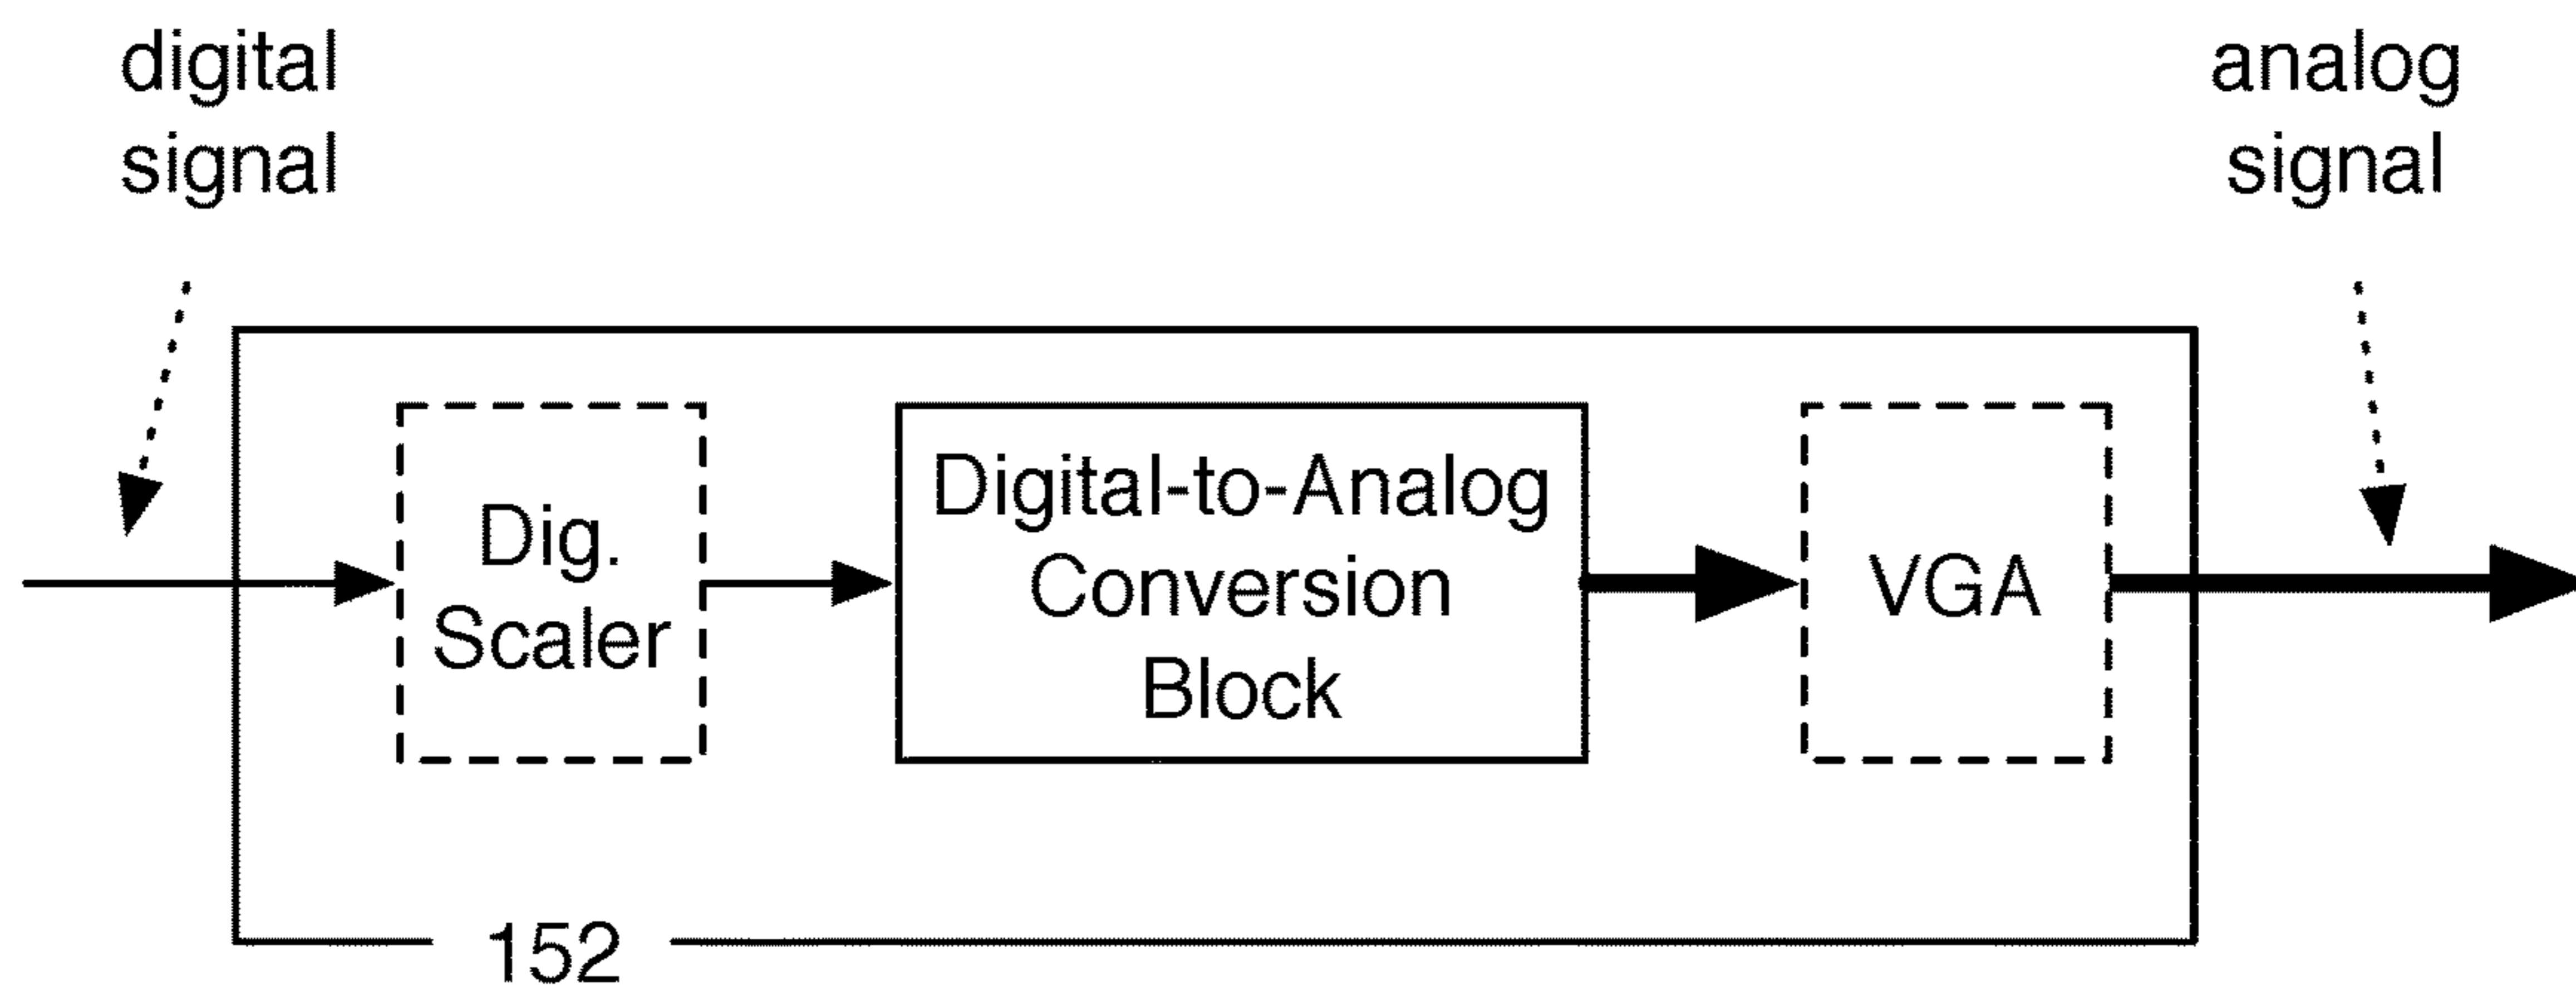 digital
signal
analog
signal
Dig.
Scaler
Digital-to-Analog
Conversion
Block
VGA
152